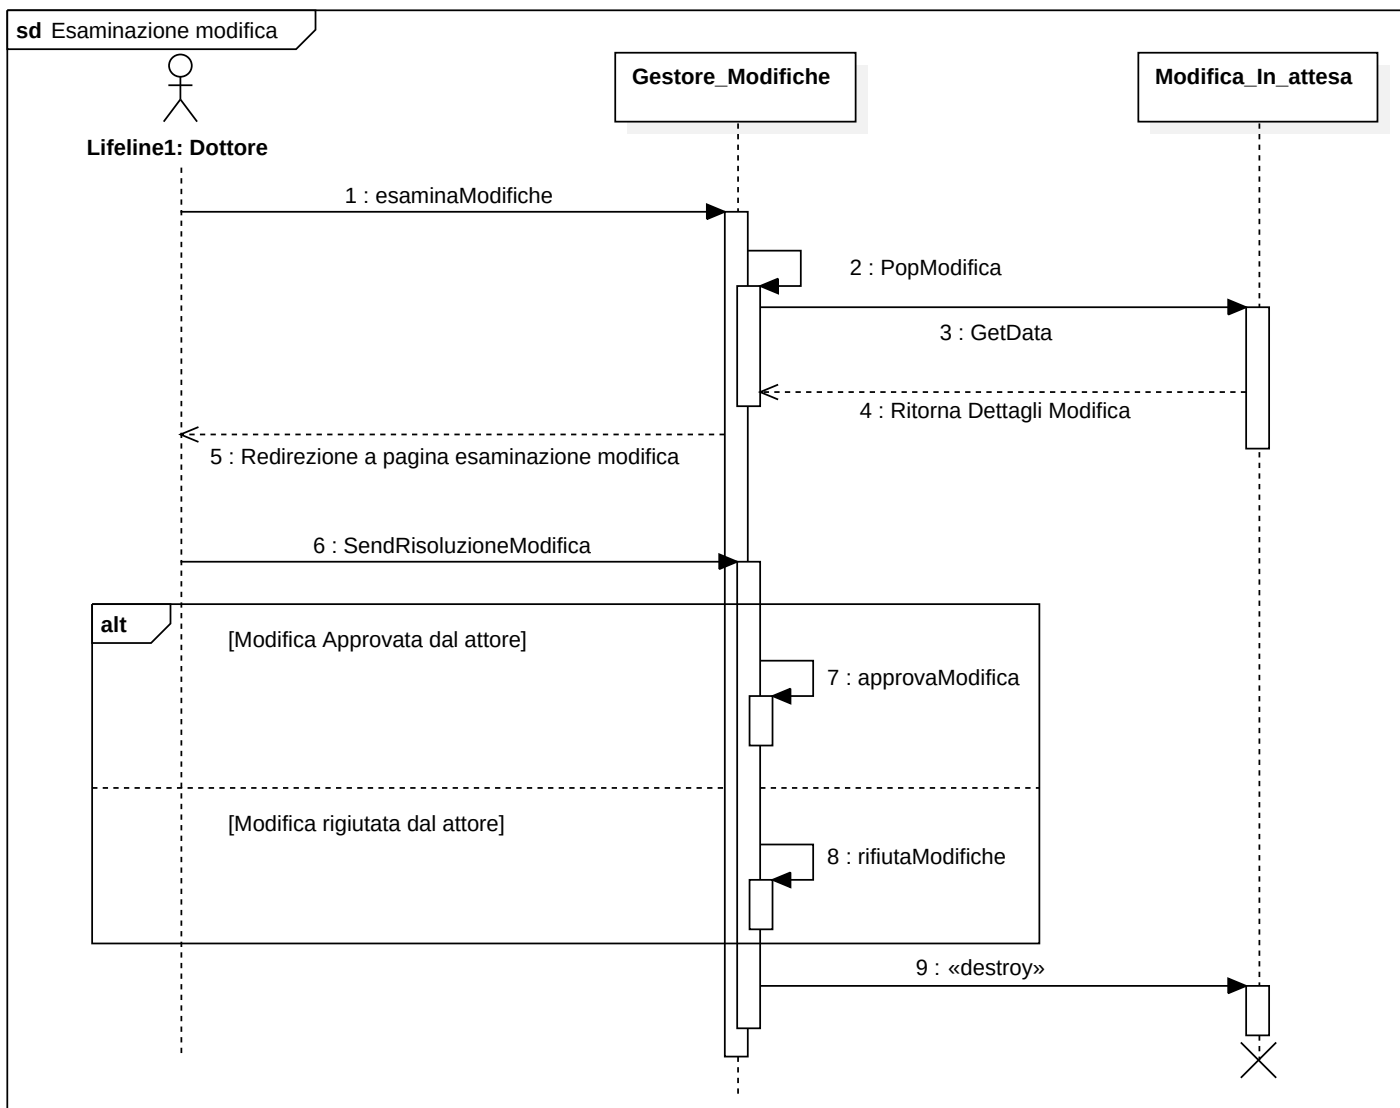 sd Esaminazione modifica
Gestore_Modifiche
Modifica_In_attesa
Lifeline1: Dottore
1 : esaminaModifiche
2 : PopModifica
3 : GetData
4 : Ritorna Dettagli Modifica
5 : Redirezione a pagina esaminazione modifica
6 : SendRisoluzioneModifica
alt
[Modifica Approvata dal attore]
7 : approvaModifica
[Modifica rigiutata dal attore]
8 : rifiutaModifiche
9 : «destroy»